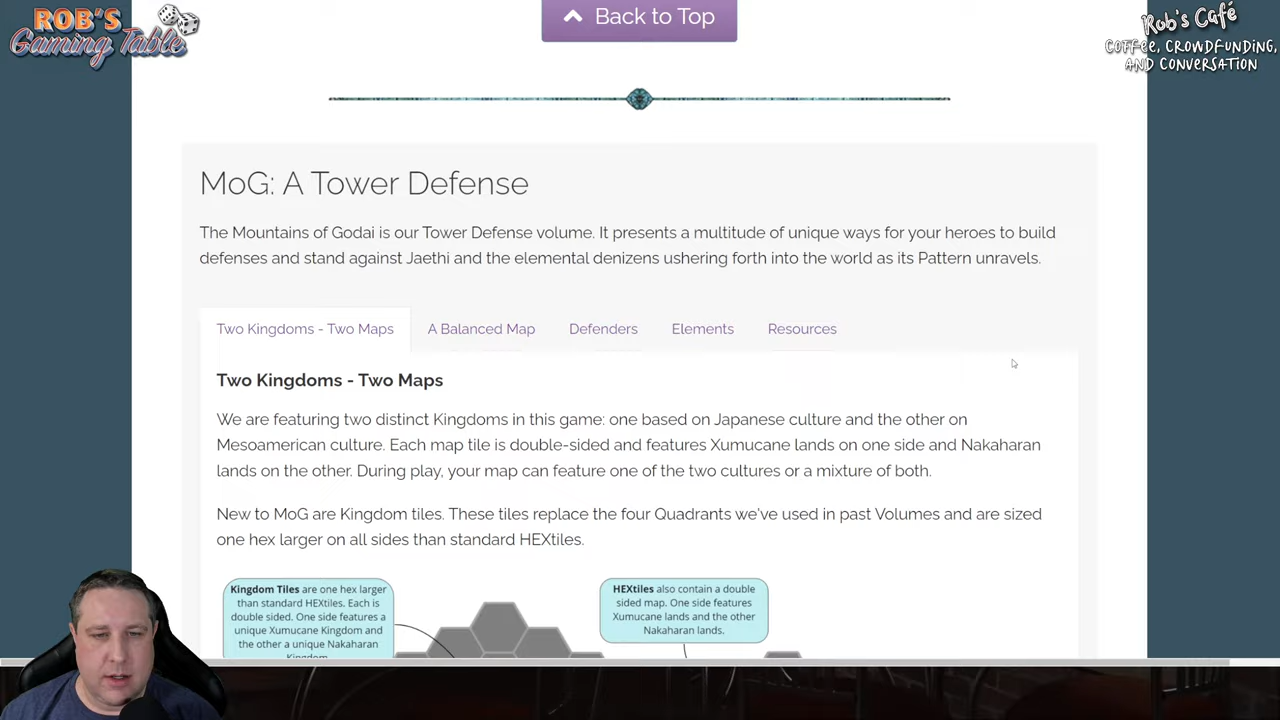 ROB'S
Gaming Table
Back to Top
Rob's Café
COFFEE, CROWDFUNDING,
AND CONVERSATION
MoG: A Tower Defense
The Mountains of Godai is our Tower Defense volume. It presents a multitude of unique ways for your heroes to build
defenses and stand against Jaethi and the elemental denizens ushering forth into the world as its Pattern unravels.
Two Kingdoms - Two Maps
A Balanced Map
Defenders
Elements
Resources
Two Kingdoms - Two Maps
We are featuring two distinct Kingdoms in this game: one based on Japanese culture and the other on
Mesoamerican culture. Each map tile is double-sided and features Xumucane lands on one side and Nakaharan
lands on the other. During play, your map can feature one of the two cultures or a mixture of both.
New to MoG are Kingdom tiles. These tiles replace the four Quadrants we've used in past Volumes and are sized
one hex larger on all sides than standard HEXtiles.
Kingdom Tiles are one hex larger
than standard HEXtiles. Each is
double sided. One side features a
unique Xumucane Kingdom and
the other a unique Nakaharan
Kingdom.
HEXtiles also contain a double
sided map. One side features
Xumucane lands and the other
Nakaharan lands.